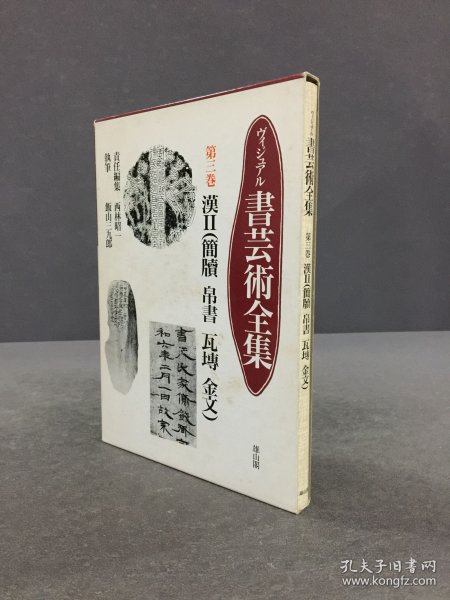 ヴィジュアル
書芸術全集
第三巻
漢II(簡牘 帛書 瓦塼 金文)
責任編集 西林昭一
執筆 飯山三九郎
雄山閣
ヴィジュアル
書芸術全集
第三巻
漢II(簡牘 帛書 瓦塼 金文)
孔夫子旧书网
www.kongfz.com